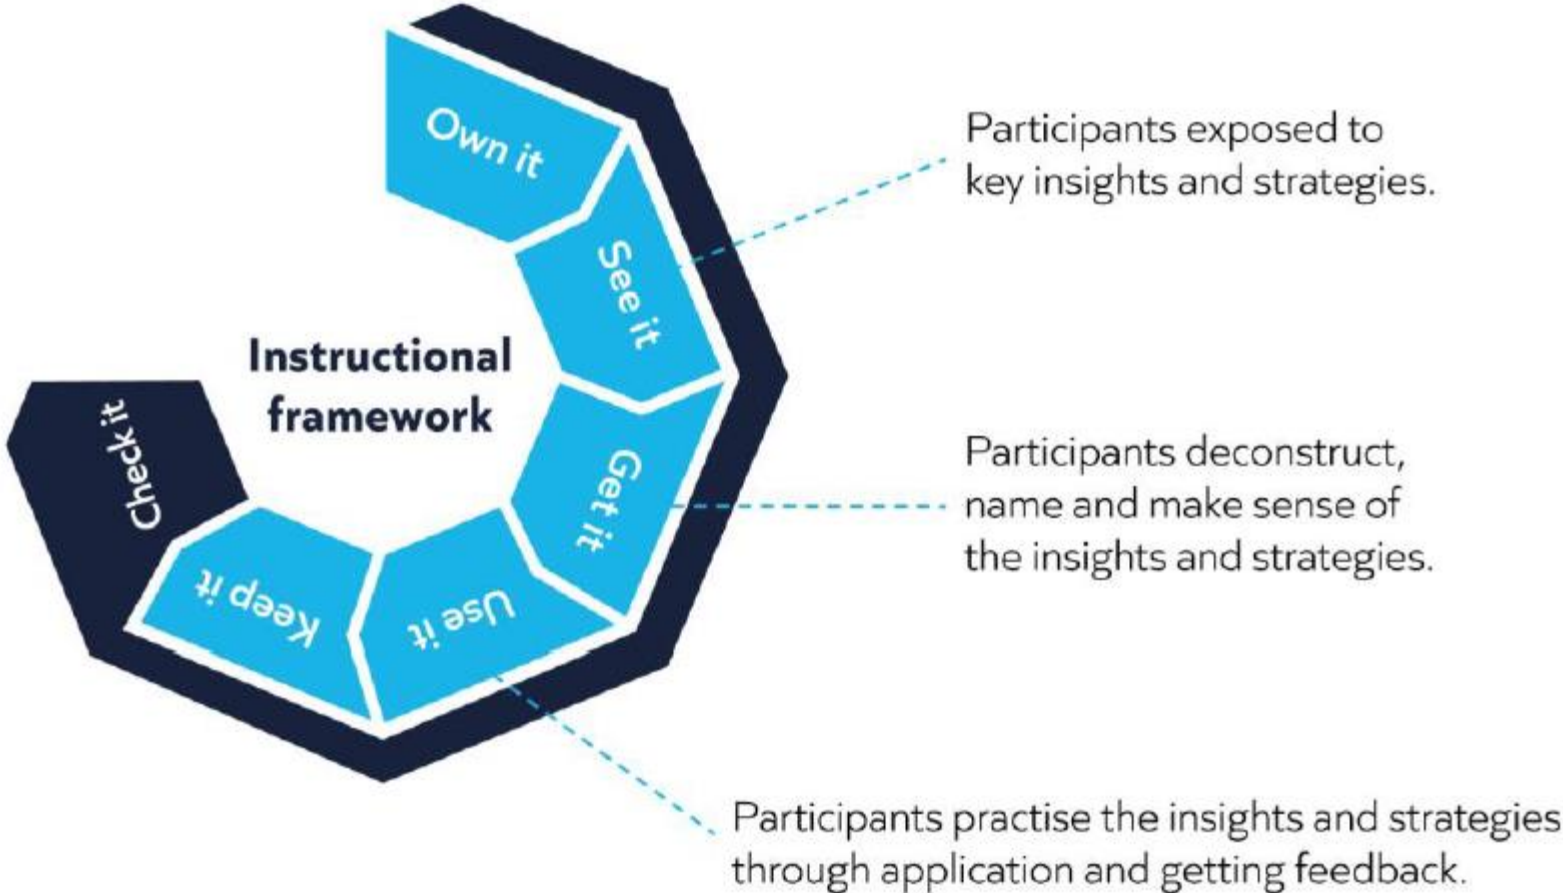 Own it
See it
Get it
Use it
Keep it
Check it
Instructional
framework
Participants exposed to
key insights and strategies.
Participants deconstruct,
name and make sense of
the insights and strategies.
Participants practise the insights and strategies
through application and getting feedback.